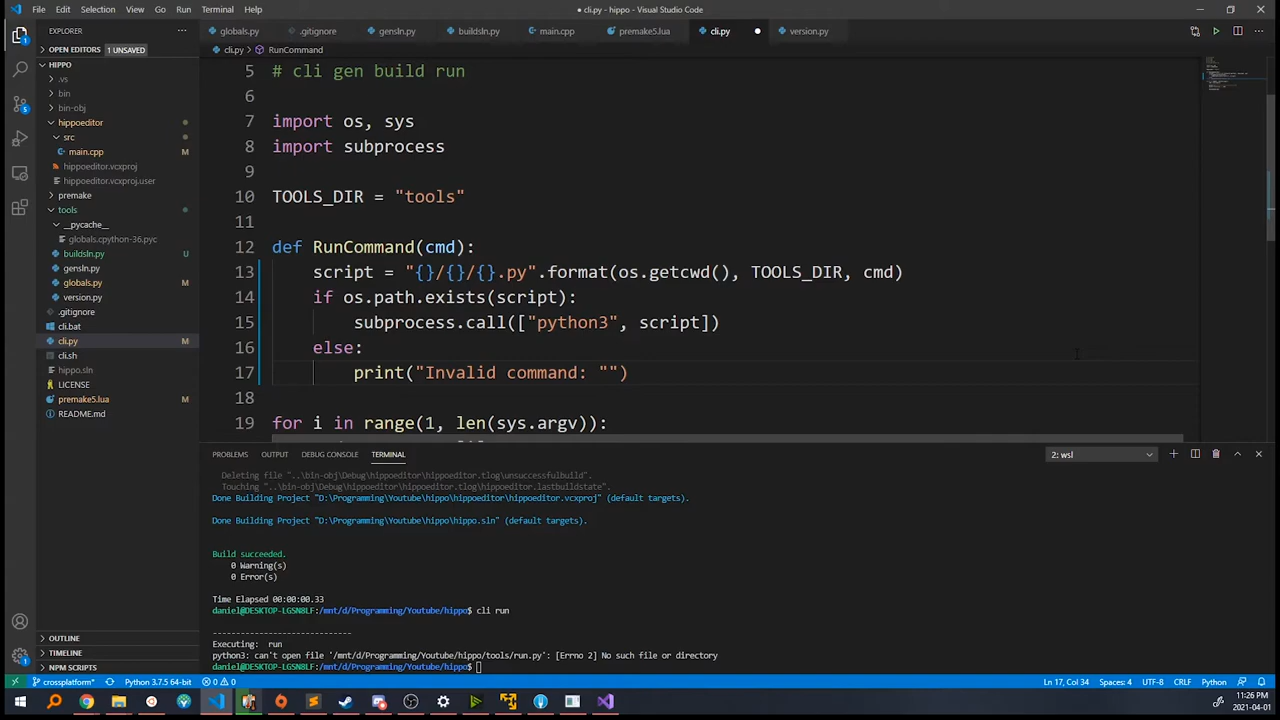 File Edit Selection View Go Run Terminal Help
● cli.py - hippo - Visual Studio Code
EXPLORER
OPEN EDITORS 1 UNSAVED
HIPPO
.vs
bin
bin-obj
hippoeditor
src
main.cpp M
hippoeditor.vcxproj
hippoeditor.vcxproj.user
premake
tools
__pycache__
globals.cpython-36.pyc
buildsln.py U
gensln.py
globals.py
version.py
.gitignore
cli.bat
cli.py M
cli.sh
hippo.sln
LICENSE
premake5.lua M
README.md
OUTLINE
TIMELINE
NPM SCRIPTS
globals.py .gitignore gensln.py buildsln.py main.cpp premake5.lua cli.py version.py
cli.py > RunCommand
5 # cli gen build run
6
7 import os, sys
8 import subprocess
9
10 TOOLS_DIR = "tools"
11
12 def RunCommand(cmd):
13 script = "{}/{}/{}.py".format(os.getcwd(), TOOLS_DIR, cmd)
14 if os.path.exists(script):
15 subprocess.call(["python3", script])
16 else:
17 print("Invalid command: "")
18
19 for i in range(1, len(sys.argv)):
PROBLEMS OUTPUT DEBUG CONSOLE TERMINAL
2: wsl
Deleting file "..\bin-obj\Debug\hippoeditor.tlog\unsuccessfulbuild".
Touching "..\bin-obj\Debug\hippoeditor.tlog\hippoeditor.lastbuildstate".
Done Building Project "D:\Programming\Youtube\hippo\hippoeditor\hippoeditor.vcxproj" (default targets).
Done Building Project "D:\Programming\Youtube\hippo\hippo.sln" (default targets).
Build succeeded.
0 Warning(s)
0 Error(s)
Time Elapsed 00:00:00.33
daniel@DESKTOP-LGSN8LF:/mnt/d/Programming/Youtube/hippo$ cli run
------------------------------
Executing: run
python3: can't open file '/mnt/d/Programming/Youtube/hippo/tools/run.py': [Errno 2] No such file or directory
daniel@DESKTOP-LGSN8LF:/mnt/d/Programming/Youtube/hippo$
crossplatform* Python 3.7.5 64-bit 0 0
Ln 17, Col 34 Spaces: 4 UTF-8 CRLF Python
11:26 PM
2021-04-01